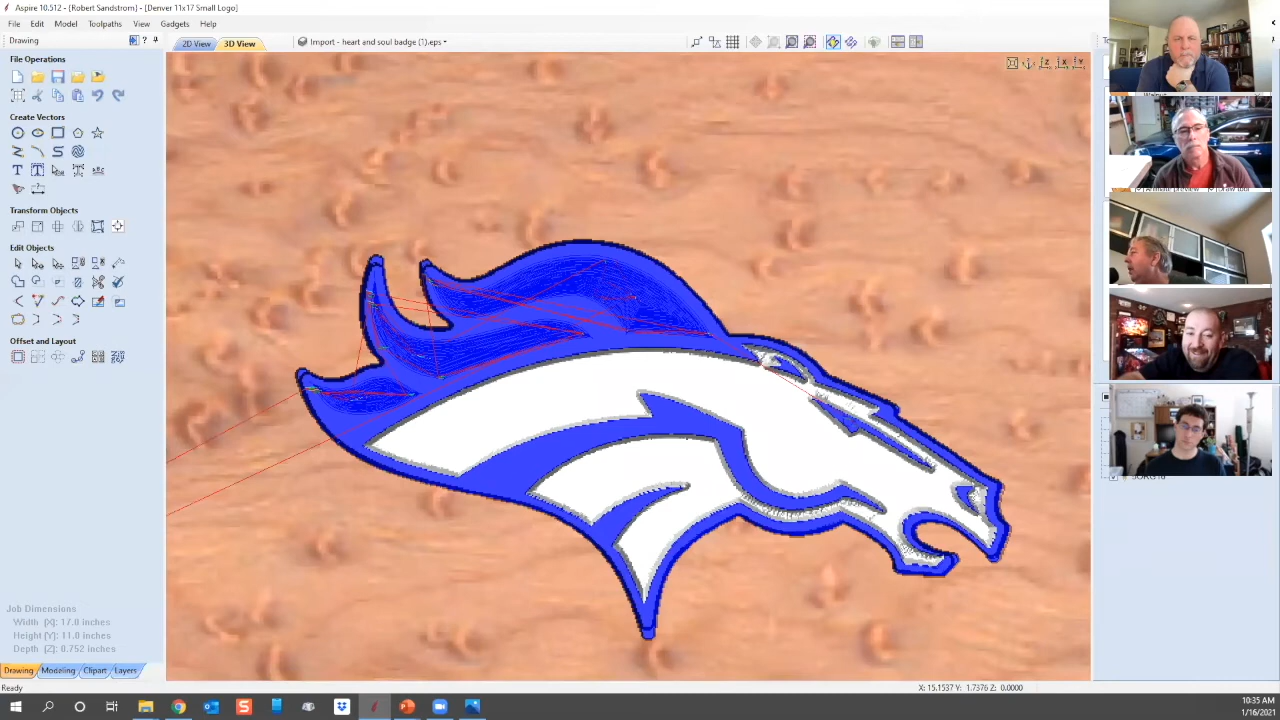 Aspire 10.512 - (Robert Sandstrom) - [Denver 11x17 Small Logo]
File Edit Model Toolpaths View Gadgets Help
Drawing
2D View 3D View Import - heart and soul badge (1).eps
File Operations
Create Vectors
Transform Objects
Edit Objects
Offset and Layout
Job Dimensions
Width (X): 17.0 inches
Height (Y): 11.0 inches
Depth (Z): 0.752 inches
Drawing Modeling Clipart Layers
Ready
X: 15.1537 Y: 1.7376 Z: 0.0000
10:35 AM
1/16/2021